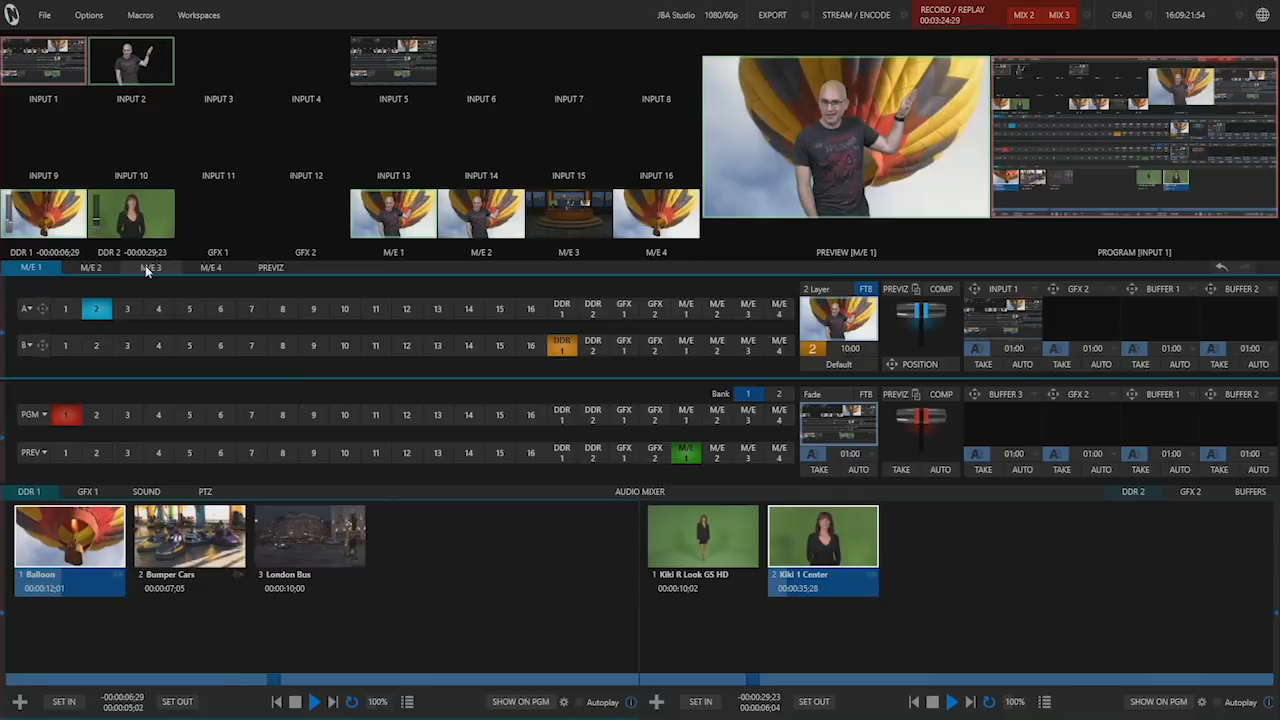 File Options Macros Workspaces JBA Studio 1080/60p EXPORT STREAM / ENCODE RECORD / REPLAY 00:03:24:29 MIX 2 MIX 3 GRAB 16:09:21:54
INPUT 1 INPUT 2 INPUT 3 INPUT 4 INPUT 5 INPUT 6 INPUT 7 INPUT 8
INPUT 9 INPUT 10 INPUT 11 INPUT 12 INPUT 13 INPUT 14 INPUT 15 INPUT 16
DDR 1 -00:00:06;29 DDR 2 -00:00:29;23 GFX 1 GFX 2 M/E 1 M/E 2 M/E 3 M/E 4 PREVIEW [M/E 1] PROGRAM [INPUT 1]
M/E 1 M/E 2 M/E 3 M/E 4 PREVIZ
2 Layer FTB PREVIZ COMP INPUT 1 GFX 2 BUFFER 1 BUFFER 2
A 1 2 3 4 5 6 7 8 9 10 11 12 13 14 15 16 DDR 1 DDR 2 GFX 1 GFX 2 M/E 1 M/E 2 M/E 3 M/E 4
B 1 2 3 4 5 6 7 8 9 10 11 12 13 14 15 16 DDR 1 DDR 2 GFX 1 GFX 2 M/E 1 M/E 2 M/E 3 M/E 4
2 10:00 01:00 01:00 01:00 01:00
Default POSITION TAKE AUTO TAKE AUTO TAKE AUTO TAKE AUTO
Bank 1 2 Fade FTB PREVIZ COMP BUFFER 3 GFX 2 BUFFER 1 BUFFER 2
PGM 1 2 3 4 5 6 7 8 9 10 11 12 13 14 15 16 DDR 1 DDR 2 GFX 1 GFX 2 M/E 1 M/E 2 M/E 3 M/E 4
PREV 1 2 3 4 5 6 7 8 9 10 11 12 13 14 15 16 DDR 1 DDR 2 GFX 1 GFX 2 M/E 1 M/E 2 M/E 3 M/E 4
01:00 01:00 01:00 01:00 01:00
TAKE AUTO TAKE AUTO TAKE AUTO TAKE AUTO TAKE AUTO TAKE AUTO
DDR 1 GFX 1 SOUND PTZ AUDIO MIXER DDR 2 GFX 2 BUFFERS
1 Balloon 2 Bumper Cars 3 London Bus 1 Kiki R Look GS HD 2 Kiki 1 Center
00:00:12;01 00:00:07;05 00:00:10;00 00:00:10;02 00:00:35;28
SET IN -00:00:06;29 00:00:05;02 SET OUT 100% SHOW ON PGM Autoplay SET IN -00:00:29;23 00:00:06;04 SET OUT 100% SHOW ON PGM Autoplay